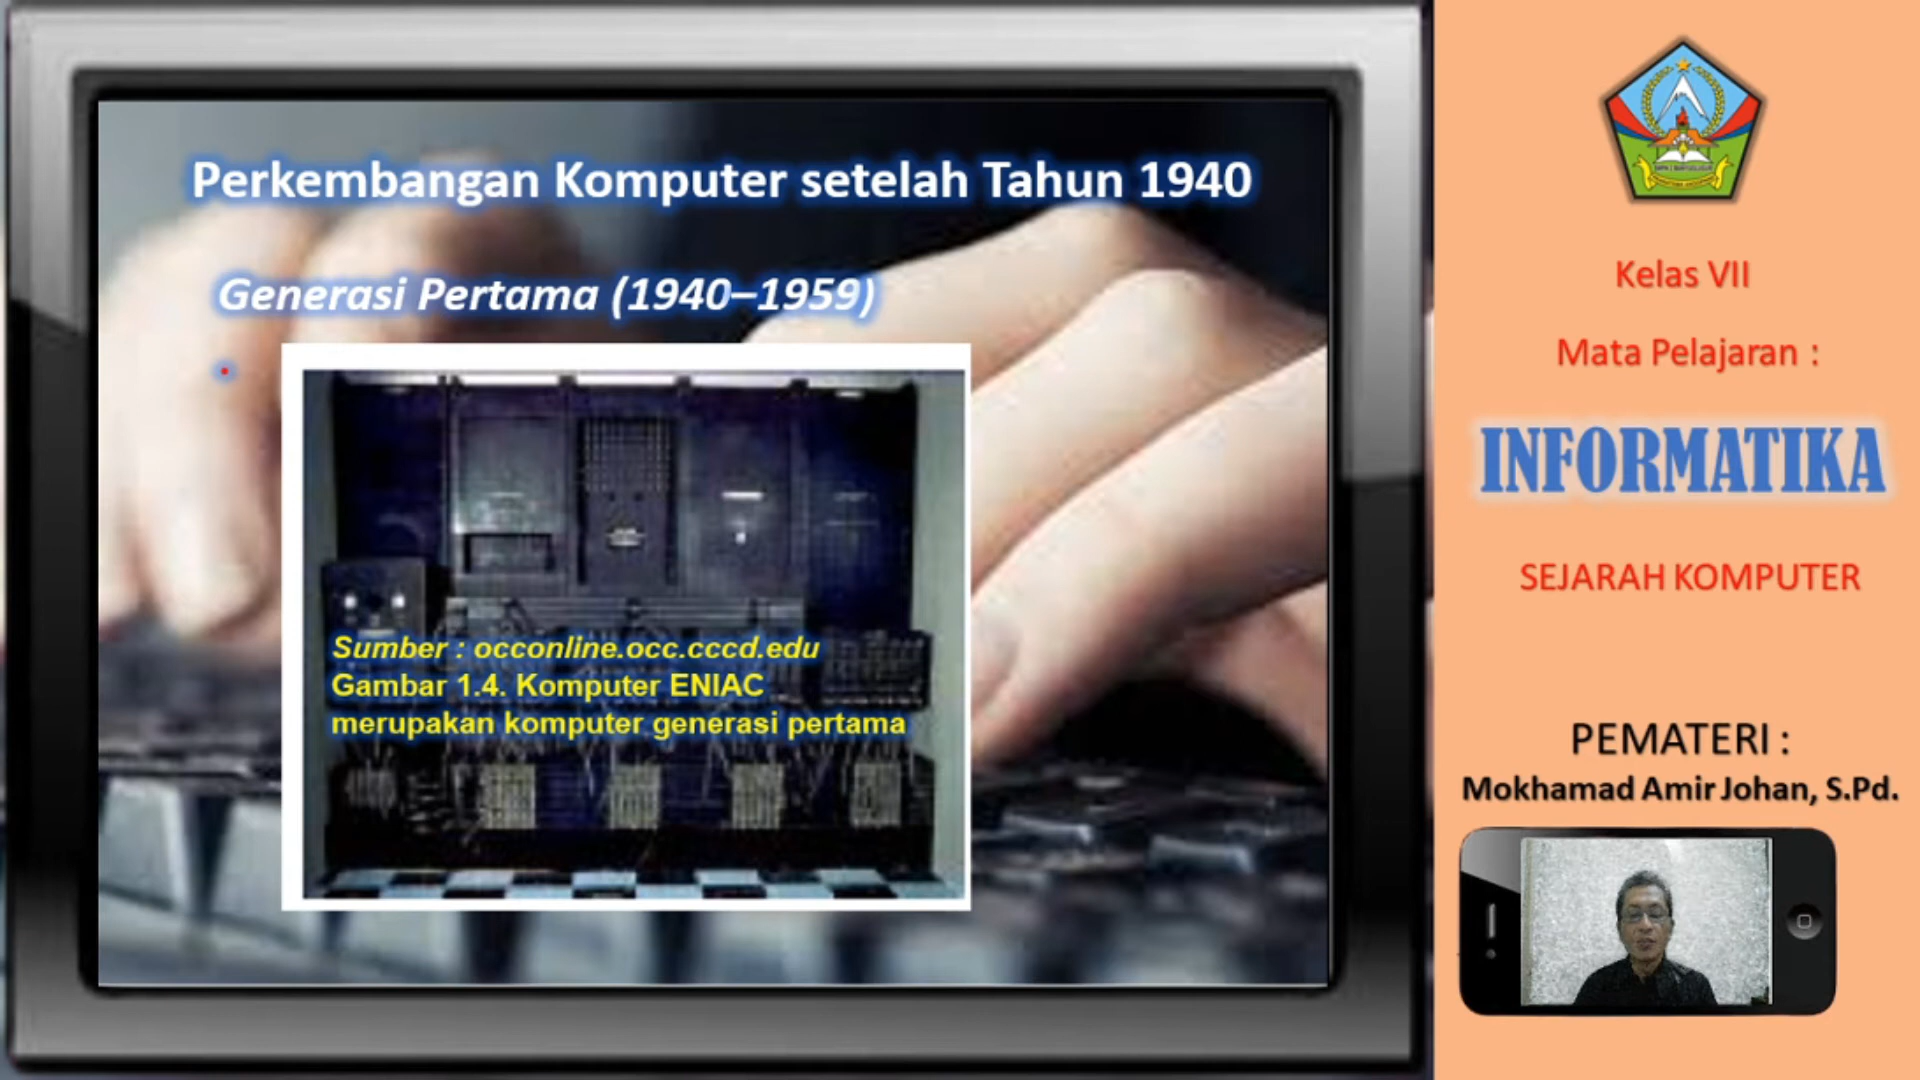 Perkembangan Komputer setelah Tahun 1940
Generasi Pertama (1940–1959)
Sumber : occonline.occ.cccd.edu
Gambar 1.4. Komputer ENIAC
merupakan komputer generasi pertama
Kelas VII
Mata Pelajaran :
INFORMATIKA
SEJARAH KOMPUTER
PEMATERI :
Mokhamad Amir Johan, S.Pd.